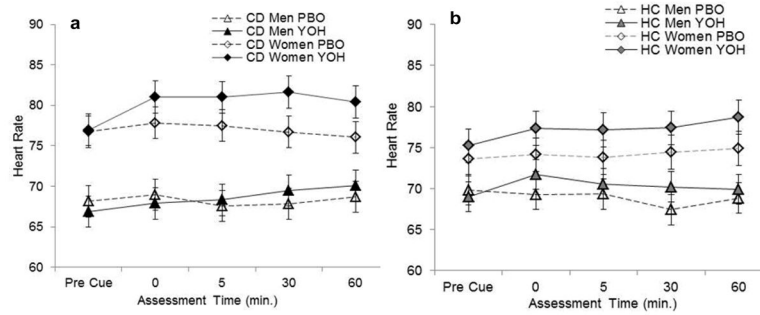 a
CD Men PBO
CD Men YOH
CD Women PBO
CD Women YOH
90
85
80
75
70
65
60
Heart Rate
Pre Cue 0 5 30 60
Assessment Time (min.)
b
HC Men PBO
HC Men YOH
HC Women PBO
HC Women YOH
90
85
80
75
70
65
60
Heart Rate
Pre Cue 0 5 30 60
Assessment Time (min.)